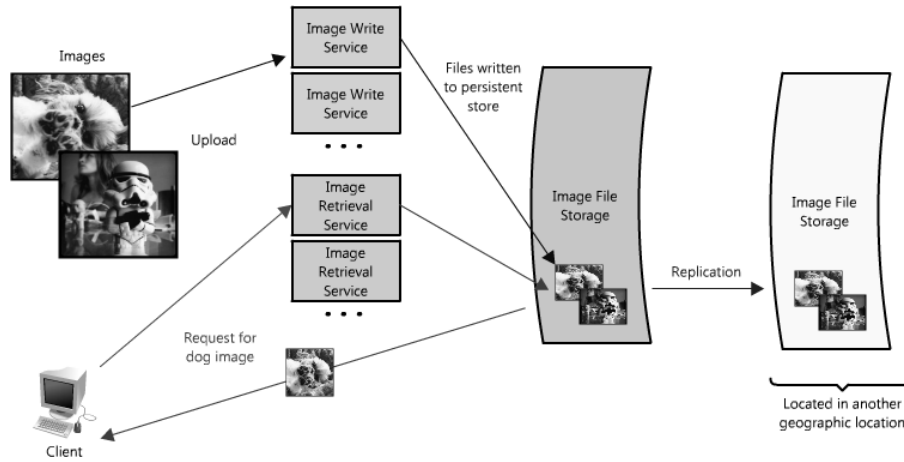 Images
Upload
Image Write
Service
Image Write
Service
. . .
Image
Retrieval
Service
Image
Retrieval
Service
. . .
Files written
to persistent
store
Image File
Storage
Replication
Image File
Storage
Located in another
geographic location
Request for
dog image
Client